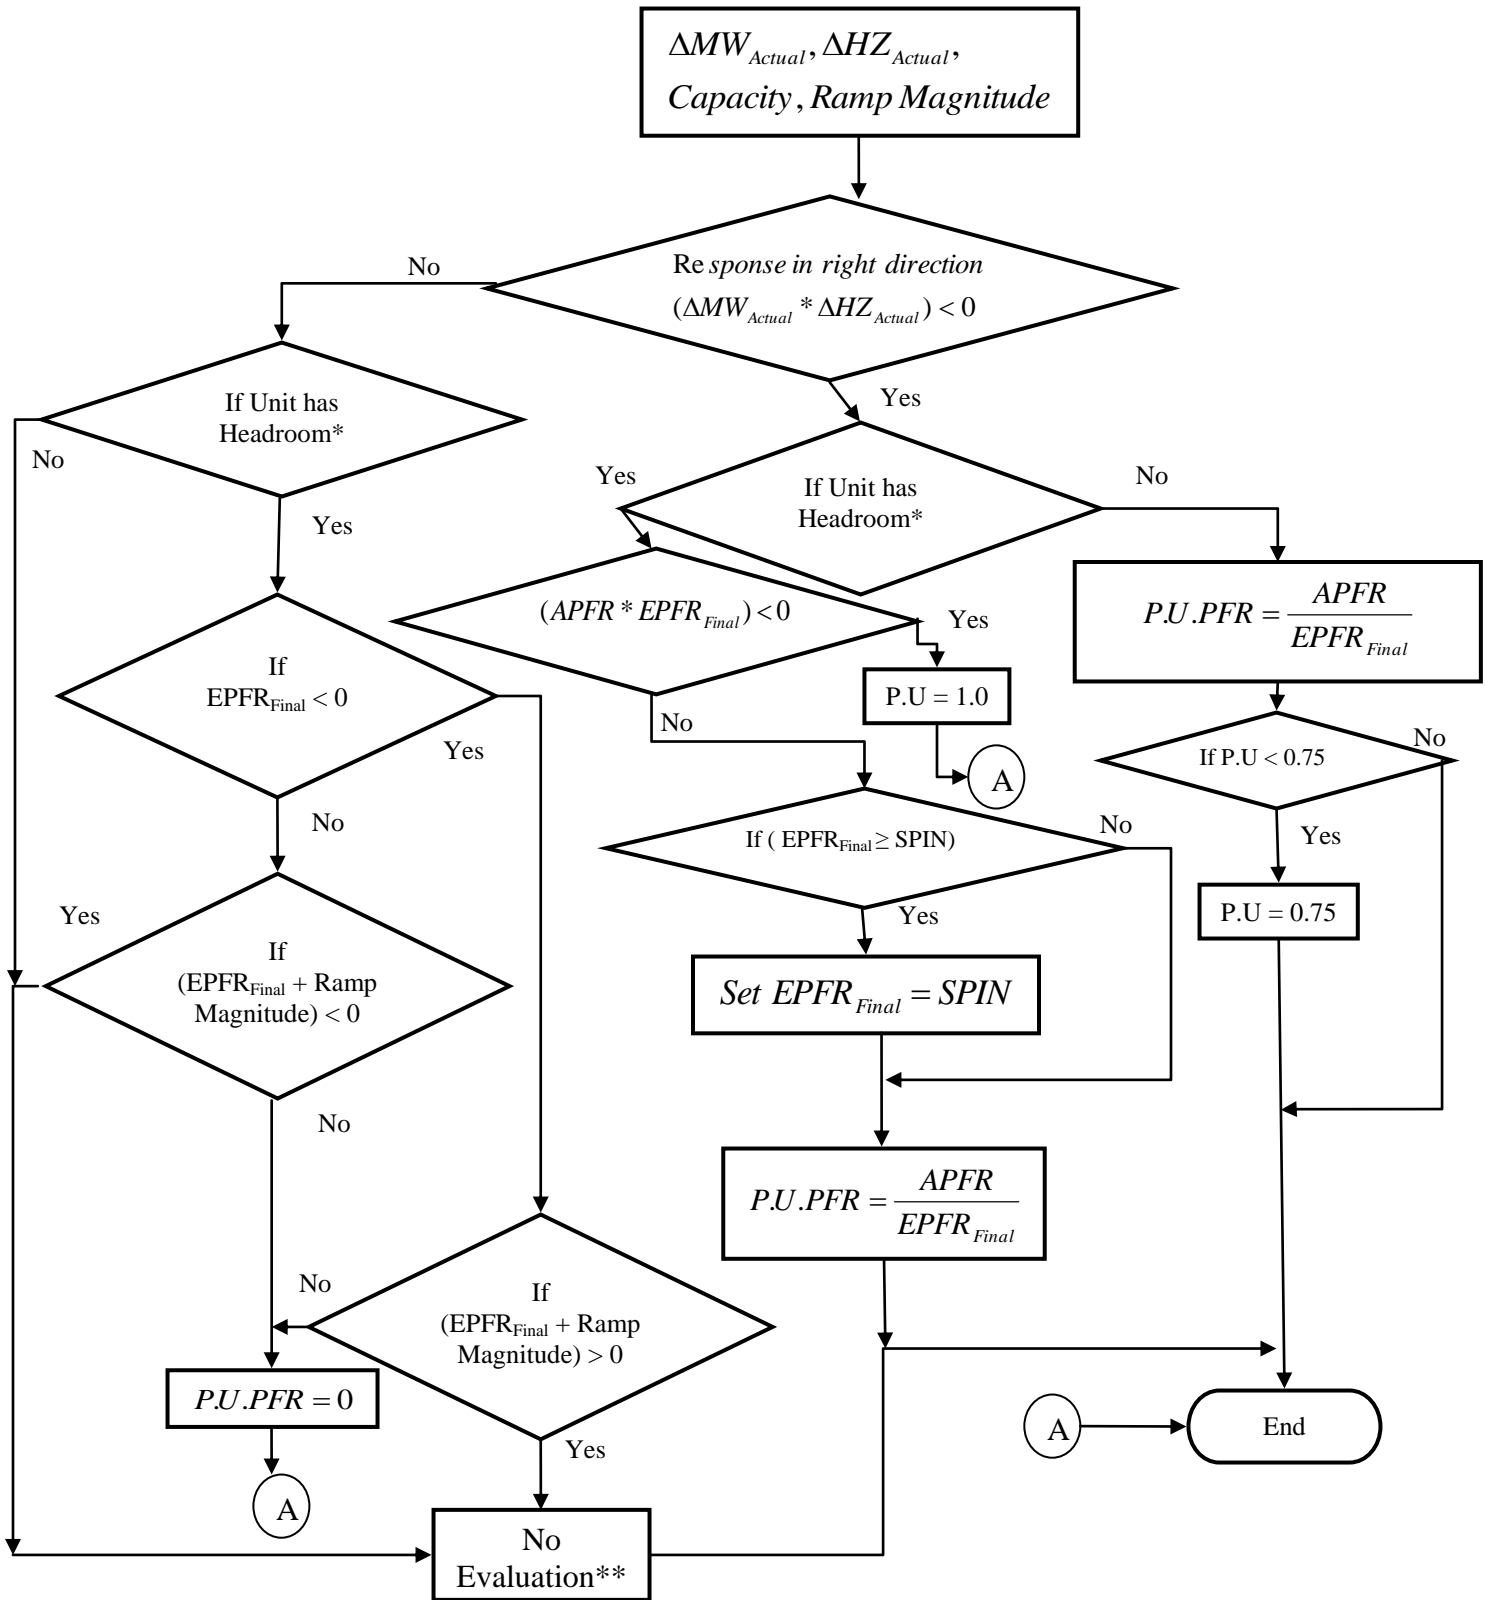 ΔMW_Actual, ΔHZ_Actual,
Capacity, Ramp Magnitude
No
Re sponse in right direction
(ΔMW_Actual * ΔHZ_Actual) < 0
Yes
If Unit has
Headroom*
No
Yes
Yes
If Unit has
Headroom*
No
(APFR * EPFR_Final) < 0
Yes
P.U = 1.0
No
A
P.U.PFR = APFR / EPFR_Final
If P.U < 0.75
No
Yes
P.U = 0.75
If
EPFR_Final < 0
Yes
No
If ( EPFR_Final ≥ SPIN)
No
Yes
Set EPFR_Final = SPIN
P.U.PFR = APFR / EPFR_Final
Yes
If
(EPFR_Final + Ramp
Magnitude) < 0
No
No
If
(EPFR_Final + Ramp
Magnitude) > 0
Yes
P.U.PFR = 0
A
No
Evaluation**
A
End